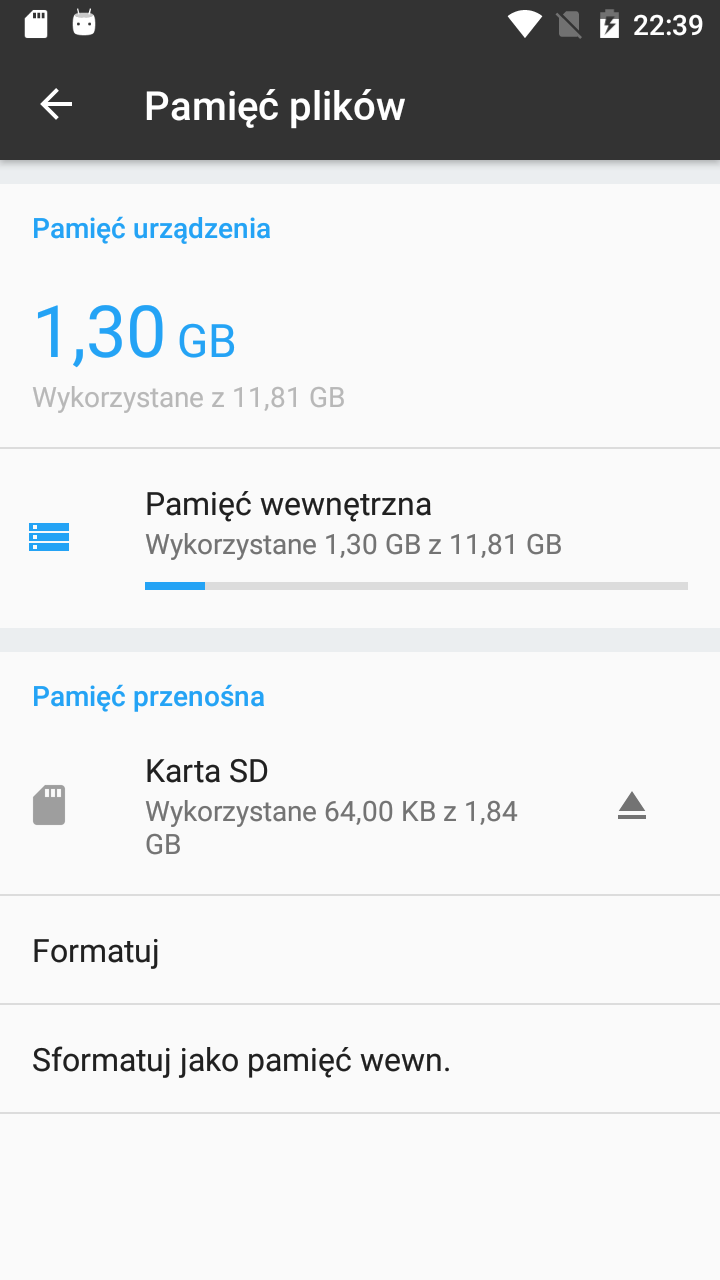 22:39
Pamięć plików
Pamięć urządzenia
1,30 GB
Wykorzystane z 11,81 GB
Pamięć wewnętrzna
Wykorzystane 1,30 GB z 11,81 GB
Pamięć przenośna
Karta SD
Wykorzystane 64,00 KB z 1,84
GB
Formatuj
Sformatuj jako pamięć wewn.